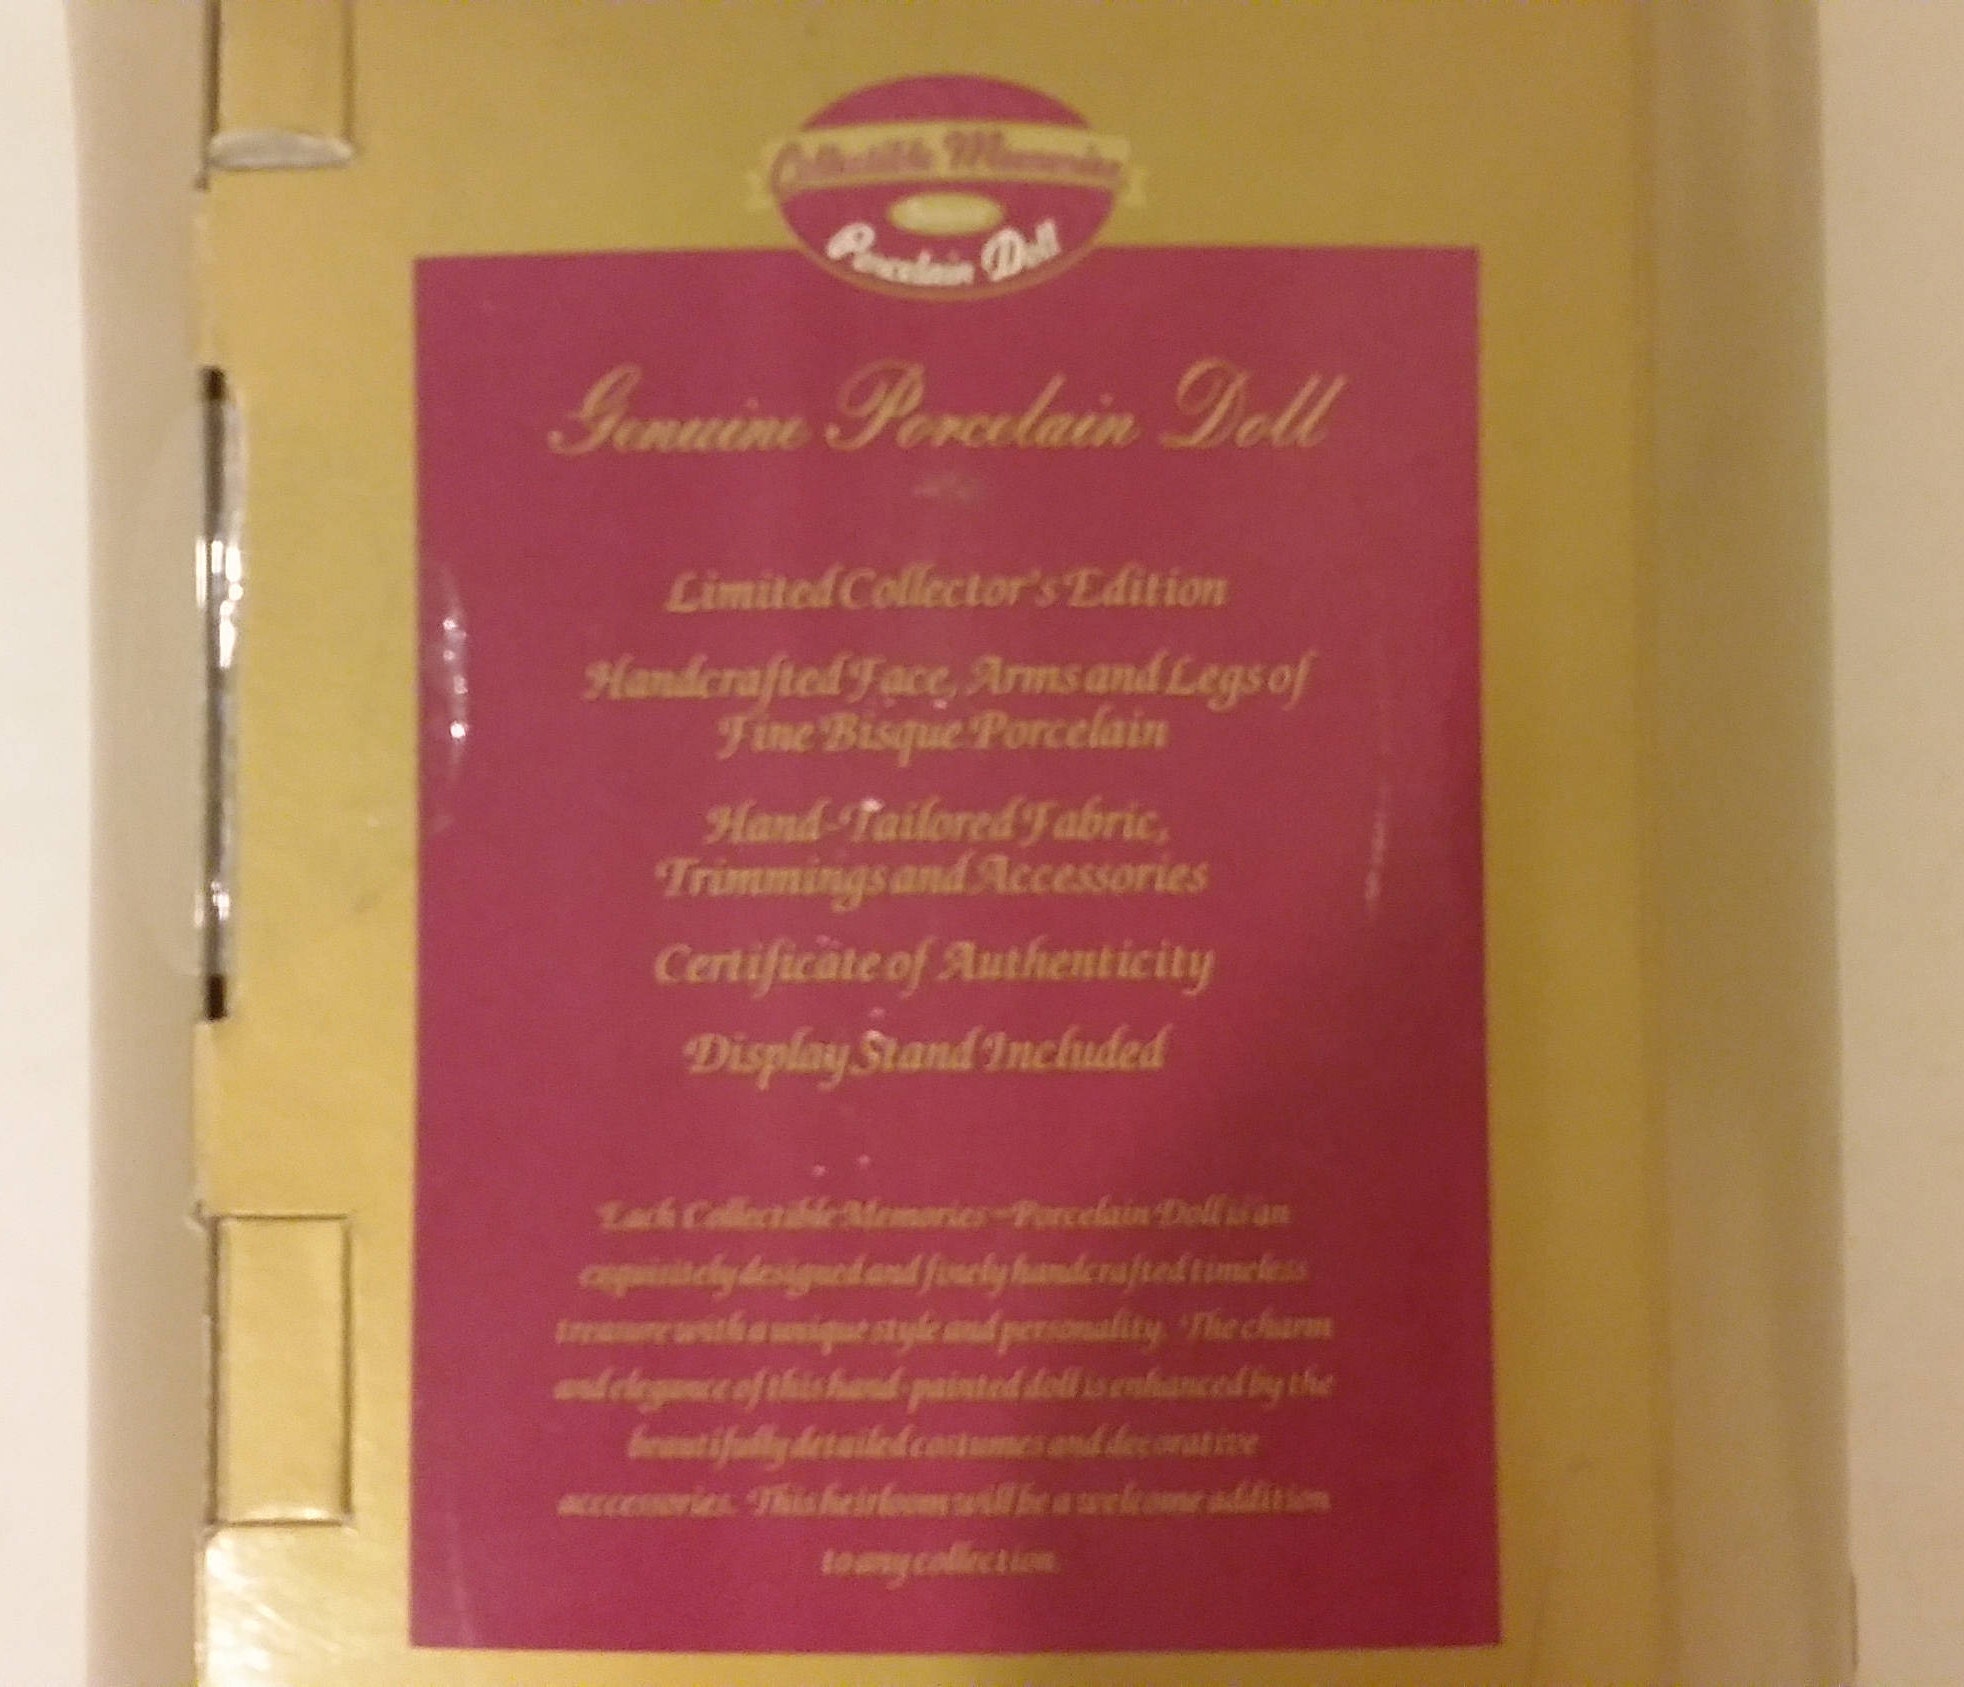 Collectible Memories
Porcelain Doll
Genuine Porcelain Doll
Limited Collector's Edition
Handcrafted Face, Arms and Legs of
Fine Bisque Porcelain
Hand-Tailored Fabric,
Trimmings and Accessories
Certificate of Authenticity
Display Stand Included
Each Collectible Memories Porcelain Doll is an
exquisitely designed and finely handcrafted timeless
treasure with a unique style and personality. The charm
and elegance of this hand-painted doll is enhanced by the
beautifully detailed costumes and decorative
acccessories. This heirloom will be a welcome addition
to any collection.